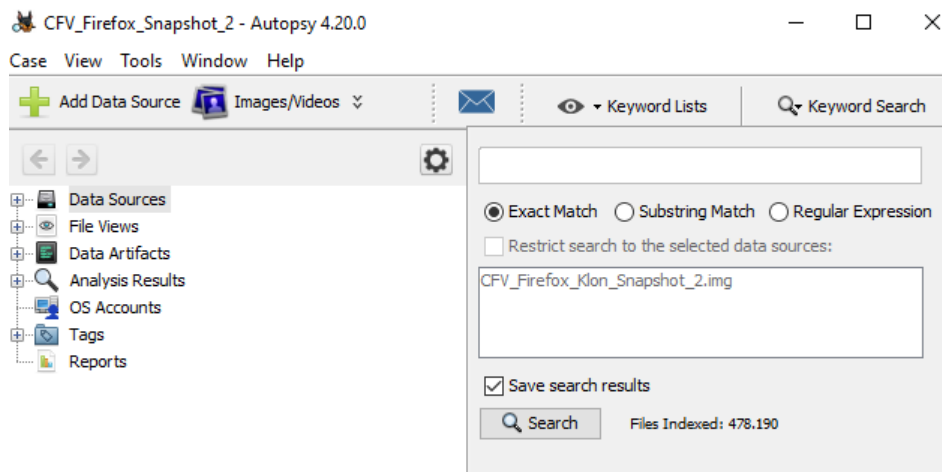 CFV_Firefox_Snapshot_2 - Autopsy 4.20.0
Case View Tools Window Help
Add Data Source Images/Videos Keyword Lists Keyword Search
Data Sources
File Views
Data Artifacts
Analysis Results
OS Accounts
Tags
Reports
Exact Match Substring Match Regular Expression
Restrict search to the selected data sources:
CFV_Firefox_Klon_Snapshot_2.img
Save search results
Search Files Indexed: 478.190